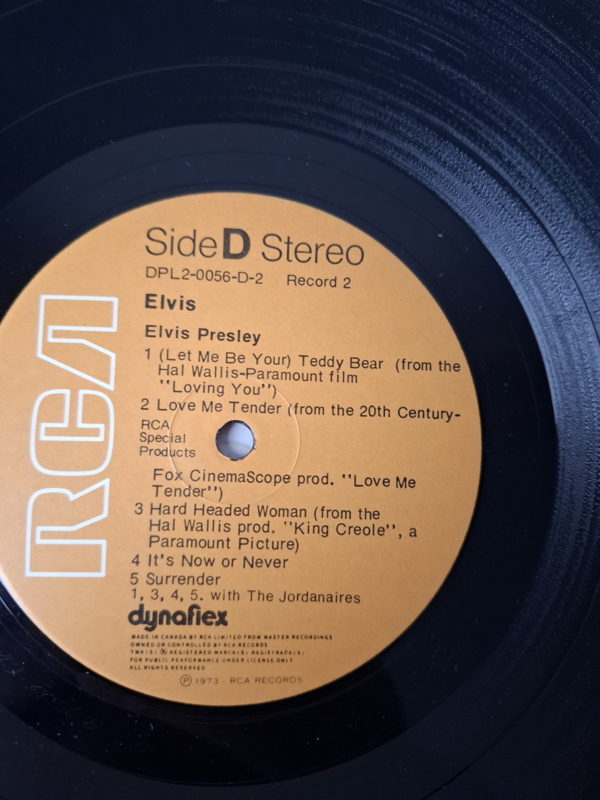 Side D Stereo
DPL2-0056-D-2 Record 2
Elvis
Elvis Presley
1 (Let Me Be Your) Teddy Bear (from the
Hal Wallis-Paramount film
"Loving You")
2 Love Me Tender (from the 20th Century-
RCA
Special
Products
Fox CinemaScope prod. "Love Me
Tender")
3 Hard Headed Woman (from the
Hal Wallis prod. "King Creole", a
Paramount Picture)
4 It's Now or Never
5 Surrender
1, 3, 4, 5. with The Jordanaires
dynaflex
MADE IN CANADA BY RCA LIMITED FROM MASTER RECORDINGS
OWNED OR CONTROLLED BY RCA RECORDS
TMK(S) ® REGISTERED MARCA(S) REGISTRADA(S)
FOR PUBLIC PERFORMANCE UNDER LICENSE ONLY
ALL RIGHTS RESERVED
℗ 1973 . RCA RECORDS
RCA